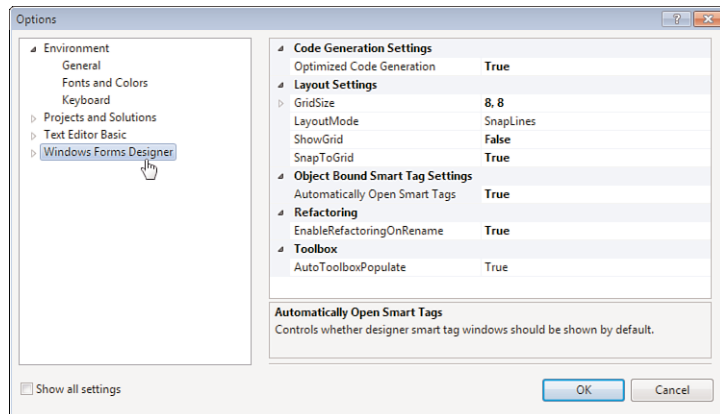 Options
Environment
General
Fonts and Colors
Keyboard
Projects and Solutions
Text Editor Basic
Windows Forms Designer
Code Generation Settings
Optimized Code Generation True
Layout Settings
GridSize 8, 8
LayoutMode SnapLines
ShowGrid False
SnapToGrid True
Object Bound Smart Tag Settings
Automatically Open Smart Tags True
Refactoring
EnableRefactoringOnRename True
Toolbox
AutoToolboxPopulate True
Automatically Open Smart Tags
Controls whether designer smart tag windows should be shown by default.
Show all settings
OK Cancel